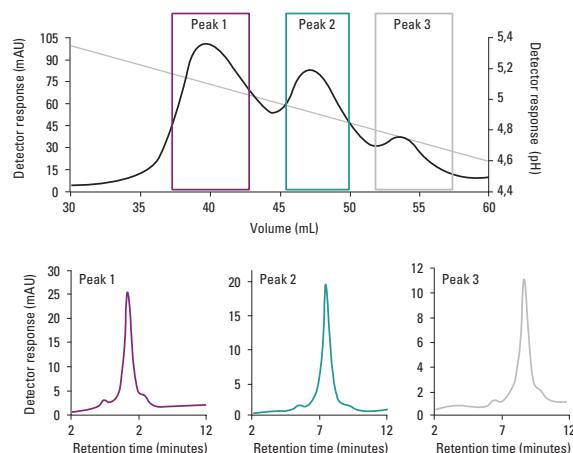 Peak 1 Peak 2 Peak 3
Detector response (mAU)
105
90
75
60
45
30
15
0
5,4
5,2
5
4,8
4,6
4,4
Detector response (pH)
30 35 40 45 50 55 60
Volume (mL)
Peak 1
Detector response (mAU)
30
25
20
15
10
5
0
2 2 12
Retention time (minutes)
Peak 2
20
15
10
5
0
2 7 12
Retention time (minutes)
Peak 3
12
10
8
6
4
2
0
2 7 12
Retention time (minutes)